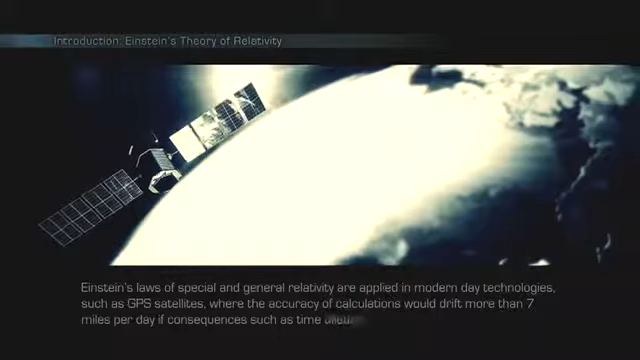 Introduction: Einstein's Theory of Relativity
Einstein's laws of special and general relativity are applied in modern day technologies,
such as GPS satellites, where the accuracy of calculations would drift more than 7
miles per day if consequences such as time